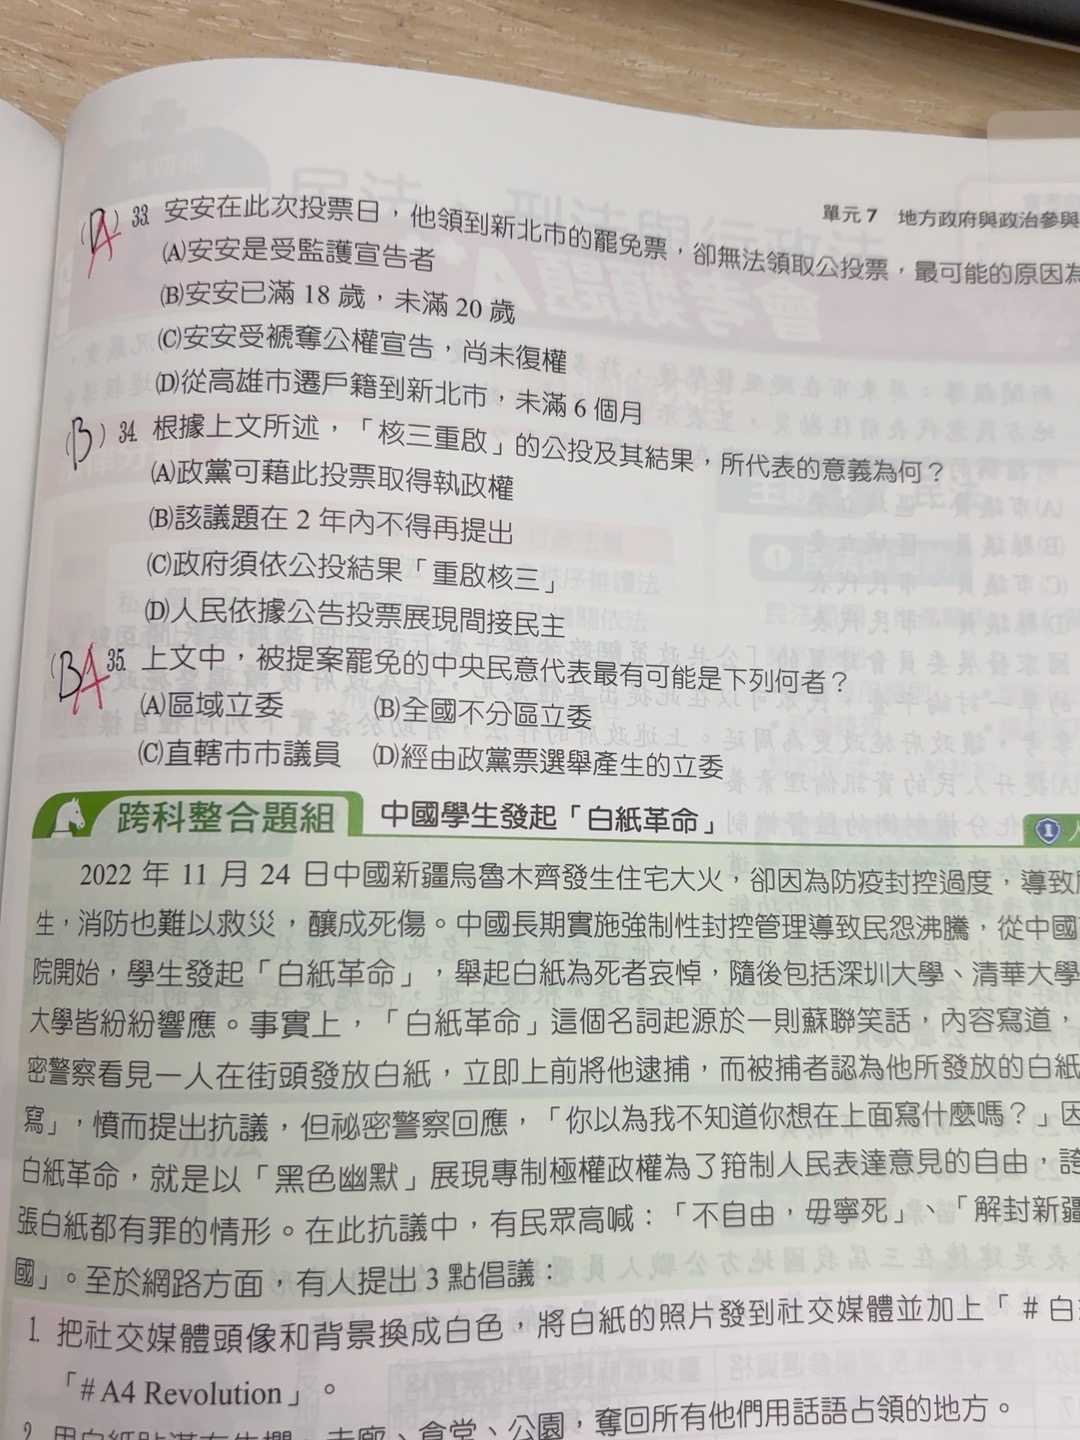 單元7 地方政府與政治參與
(A) 33. 安安在此次投票日，他領到新北市的罷免票，卻無法領取公投票，最可能的原因為
(A)安安是受監護宣告者
(B)安安已滿 18 歲，未滿 20 歲
(C)安安受褫奪公權宣告，尚未復權
(D)從高雄市遷戶籍到新北市，未滿 6 個月
(B) 34. 根據上文所述，「核三重啟」的公投及其結果，所代表的意義為何？
(A)政黨可藉此投票取得執政權
(B)該議題在 2 年內不得再提出
(C)政府須依公投結果「重啟核三」
(D)人民依據公告投票展現間接民主
(B A 35. 上文中，被提案罷免的中央民意代表最有可能是下列何者？
(A)區域立委 (B)全國不分區立委
(C)直轄市市議員 (D)經由政黨票選舉產生的立委
跨科整合題組 中國學生發起「白紙革命」
2022 年 11 月 24 日中國新疆烏魯木齊發生住宅大火，卻因為防疫封控過度，導致
生，消防也難以救災，釀成死傷。中國長期實施強制性封控管理導致民怨沸騰，從中國
院開始，學生發起「白紙革命」，舉起白紙為死者哀悼，隨後包括深圳大學、清華大學
大學皆紛紛響應。事實上，「白紙革命」這個名詞起源於一則蘇聯笑話，內容寫道，
密警察看見一人在街頭發放白紙，立即上前將他逮捕，而被捕者認為他所發放的白紙
寫」，憤而提出抗議，但祕密警察回應，「你以為我不知道你想在上面寫什麼嗎？」因
白紙革命，就是以「黑色幽默」展現專制極權政權為了箝制人民表達意見的自由，誇
張白紙都有罪的情形。在此抗議中，有民眾高喊：「不自由，毋寧死」、「解封新疆
國」。至於網路方面，有人提出 3 點倡議：
1. 把社交媒體頭像和背景換成白色，將白紙的照片發到社交媒體並加上「＃白
「＃A4 Revolution」。
2. 用白紙貼滿 、走廊、食堂、公園，奪回所有他們用話語占領的地方。